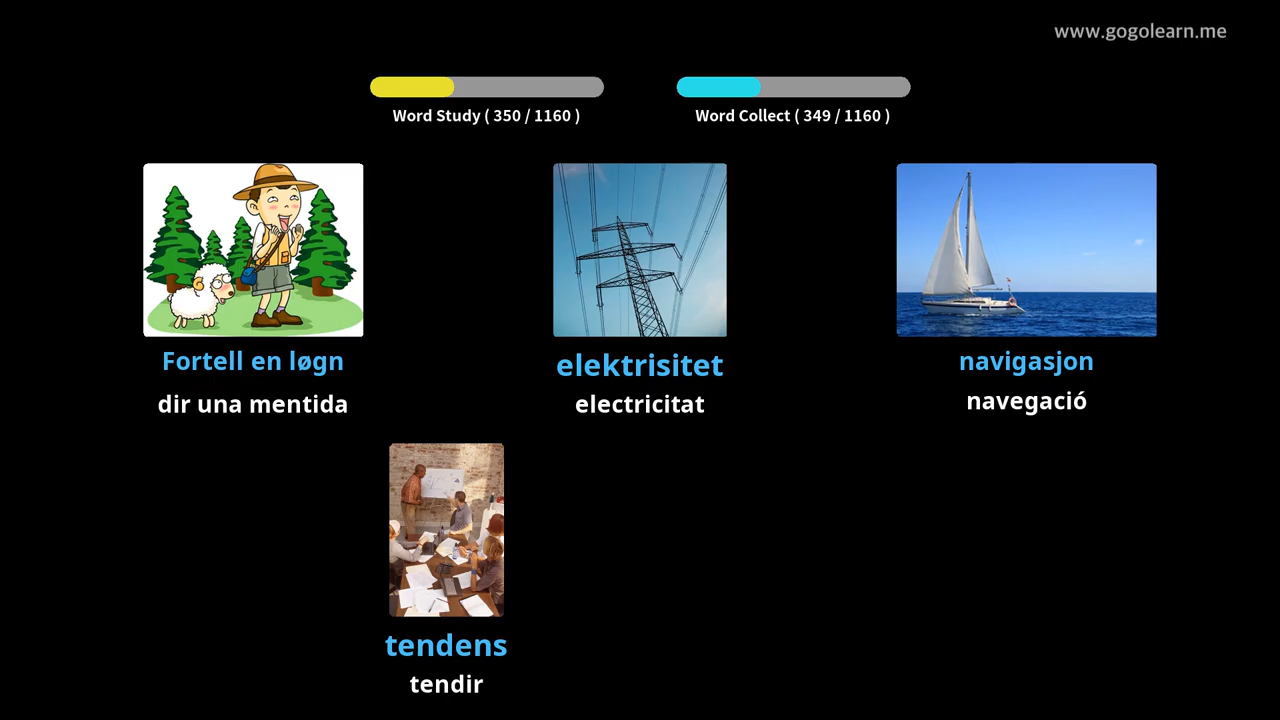 www.gogolearn.me
Word Study ( 350 / 1160 )
Word Collect ( 349 / 1160 )
Fortell en løgn
dir una mentida
elektrisitet
electricitat
navigasjon
navegació
tendens
tendir